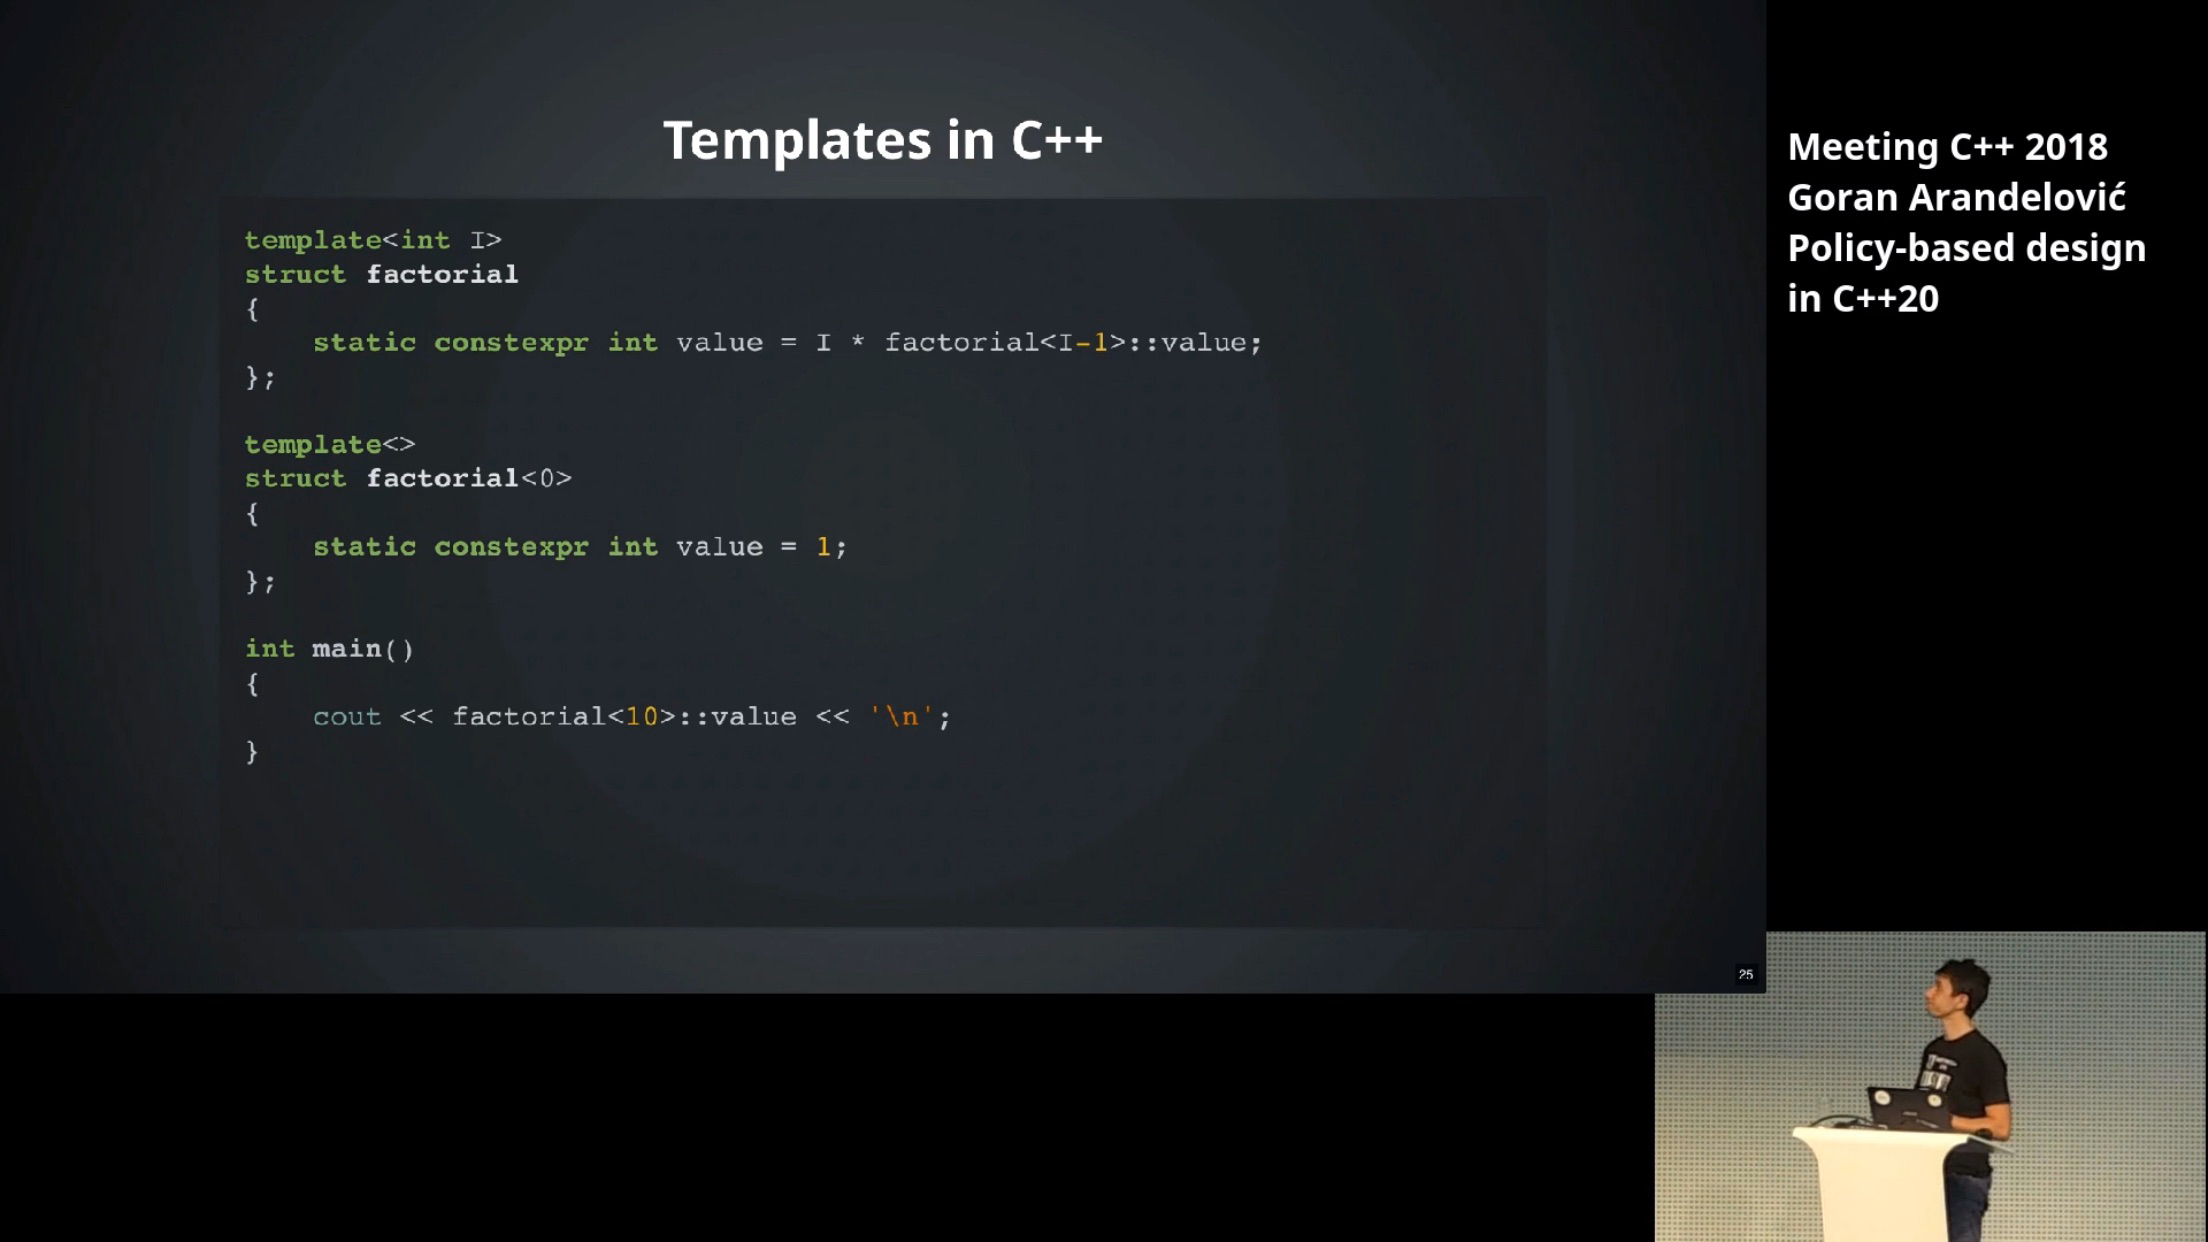 Templates in C++
template<int I>
struct factorial
{
    static constexpr int value = I * factorial<I-1>::value;
};

template<>
struct factorial<0>
{
    static constexpr int value = 1;
};

int main()
{
    cout << factorial<10>::value << '\n';
}
25
Meeting C++ 2018
Goran Arandelović
Policy-based design
in C++20